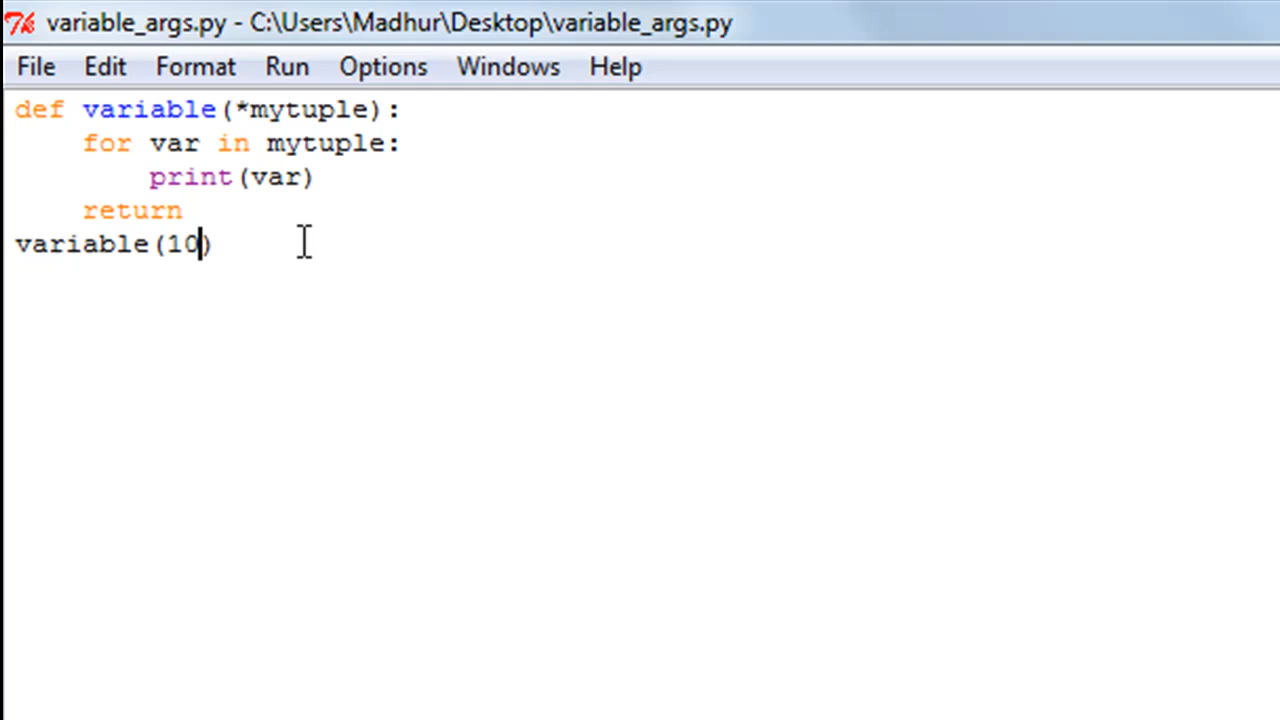 variable_args.py - C:\Users\Madhur\Desktop\variable_args.py
File Edit Format Run Options Windows Help
def variable(*mytuple):
    for var in mytuple:
        print(var)
    return
variable(10)